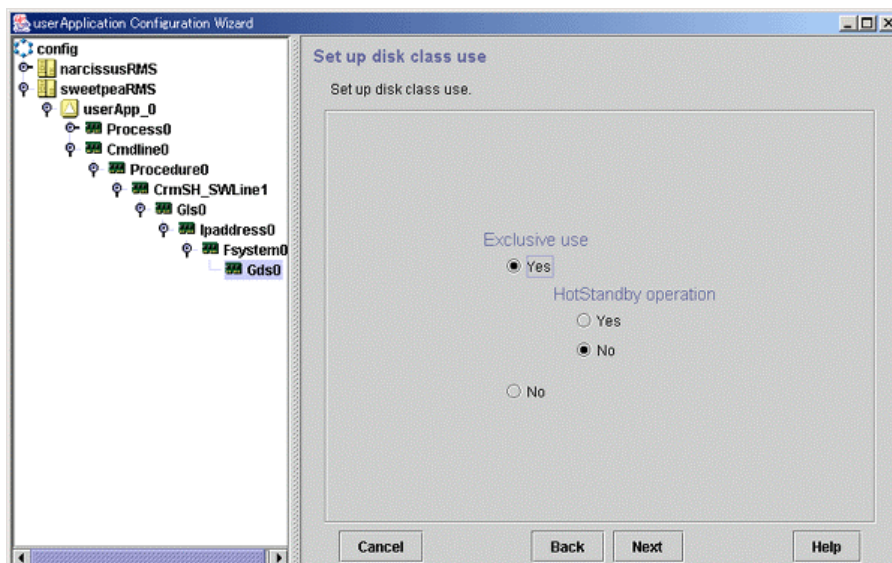 userApplication Configuration Wizard
config
narcissusRMS
sweetpeaRMS
userApp_0
Process0
Cmdline0
Procedure0
CrmSH_SWLine1
Gls0
Ipaddress0
Fsystem0
Gds0
Set up disk class use
Set up disk class use.
Exclusive use
Yes
HotStandby operation
Yes
No
No
Cancel Back Next Help